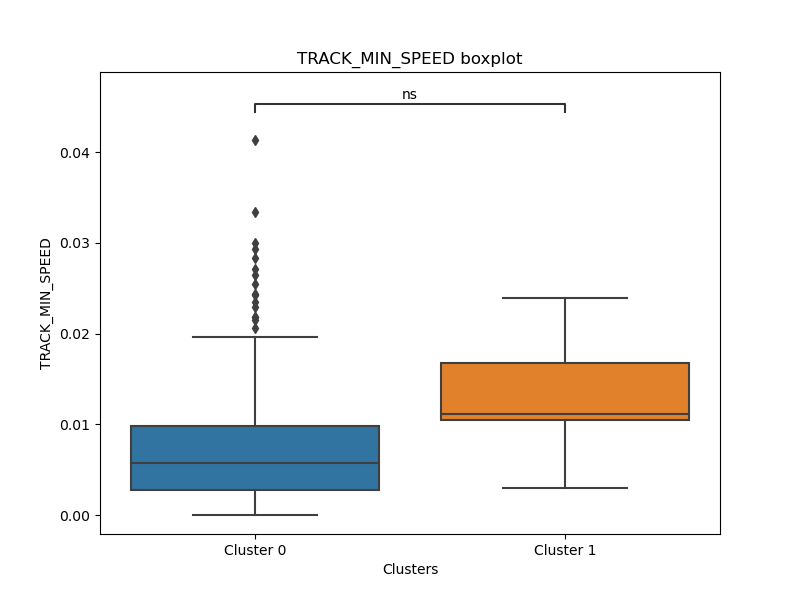 TRACK_MIN_SPEED boxplot
ns
0.04
0.03
0.02
0.01
0.00
TRACK_MIN_SPEED
Cluster 0
Cluster 1
Clusters